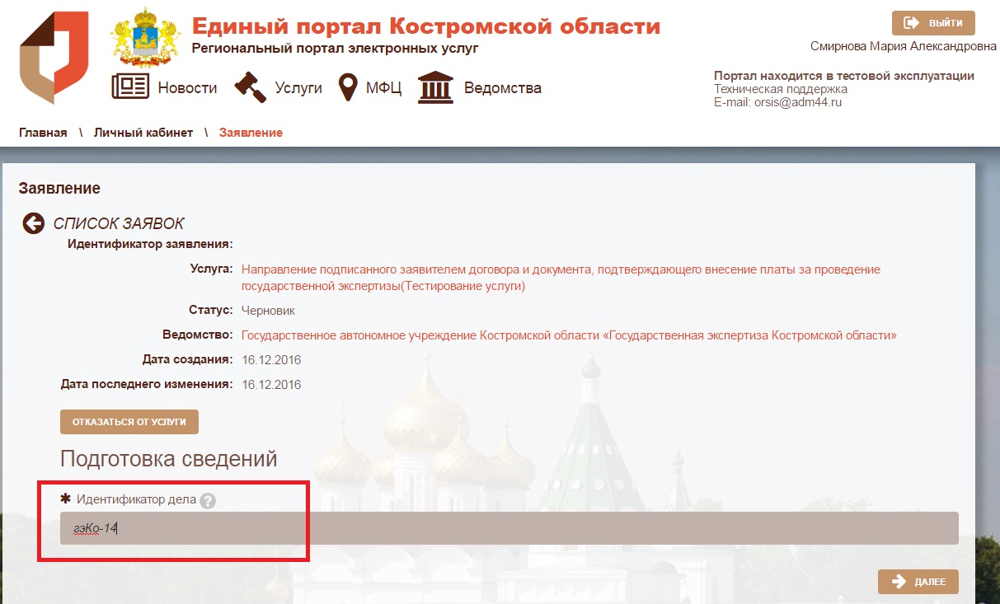 Единый портал Костромской области
Региональный портал электронных услуг
Новости Услуги МФЦ Ведомства
ВЫЙТИ
Смирнова Мария Александровна
Портал находится в тестовой эксплуатации
Техническая поддержка
E-mail: orsis@adm44.ru
Главная \ Личный кабинет \ Заявление
Заявление
СПИСОК ЗАЯВОК
Идентификатор заявления:
Услуга: Направление подписанного заявителем договора и документа, подтверждающего внесение платы за проведение
государственной экспертизы(Тестирование услуги)
Статус: Черновик
Ведомство: Государственное автономное учреждение Костромской области «Государственная экспертиза Костромской области»
Дата создания: 16.12.2016
Дата последнего изменения: 16.12.2016
ОТКАЗАТЬСЯ ОТ УСЛУГИ
Подготовка сведений
✱ Идентификатор дела ?
гэКо-14
ДАЛЕЕ